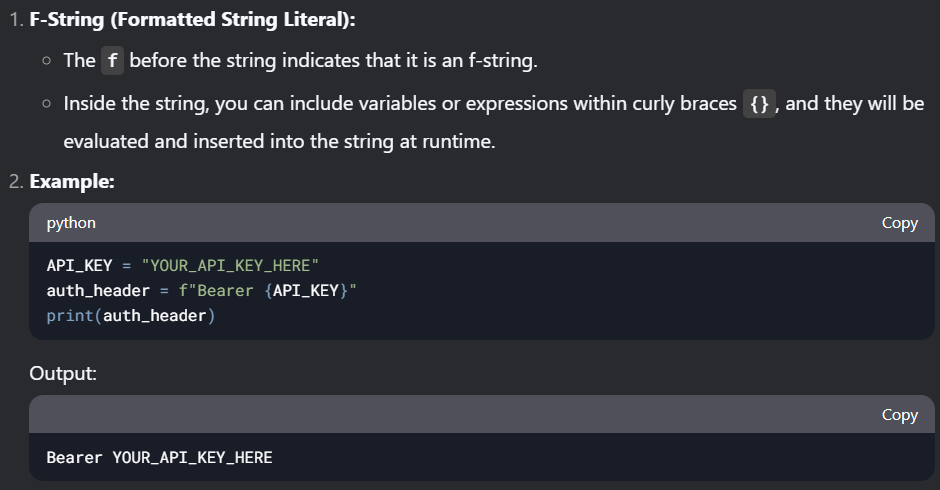 1. F-String (Formatted String Literal):
The f before the string indicates that it is an f-string.
Inside the string, you can include variables or expressions within curly braces {}, and they will be
evaluated and inserted into the string at runtime.
2. Example:
python Copy
API_KEY = "YOUR_API_KEY_HERE"
auth_header = f"Bearer {API_KEY}"
print(auth_header)
Output:
Copy
Bearer YOUR_API_KEY_HERE